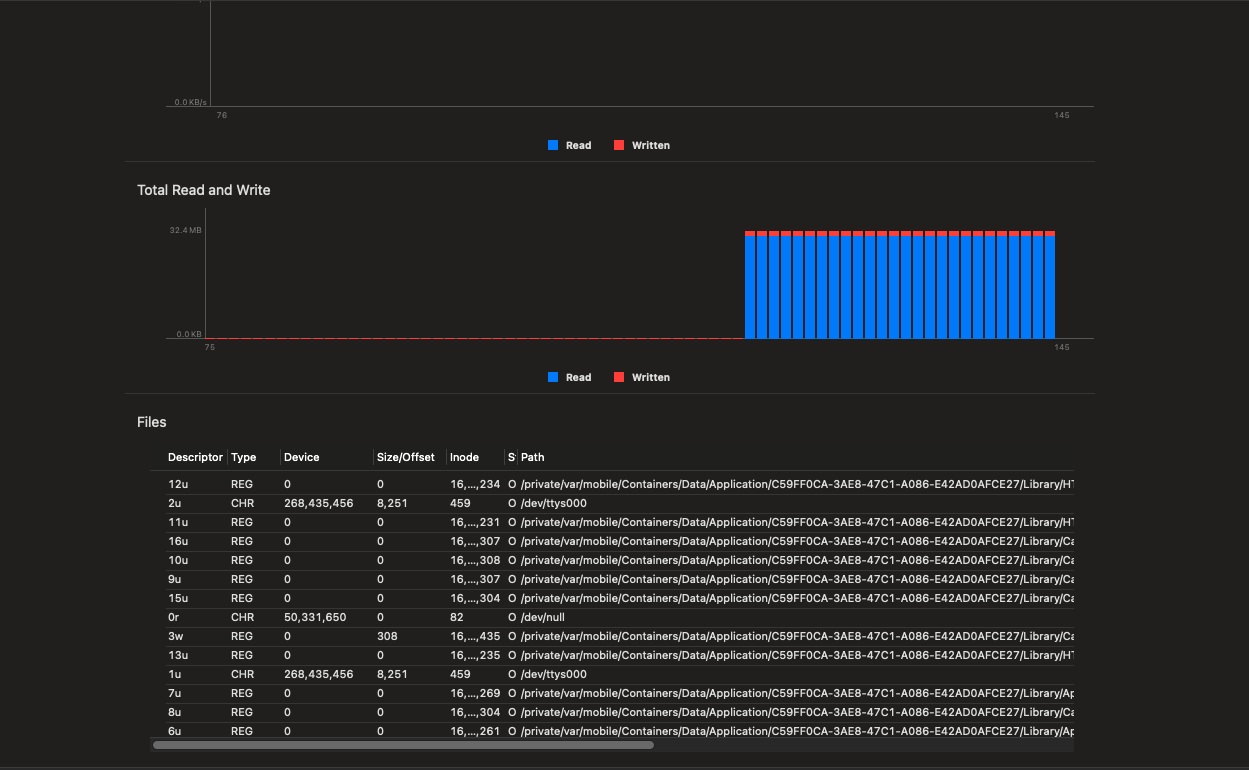 0.0 KB/s
76 145
Read Written
Total Read and Write
32.4 MB
0.0 KB
75 145
Read Written
Files
Descriptor Type Device Size/Offset Inode S Path
12u REG 0 0 16,...,234 O /private/var/mobile/Containers/Data/Application/C59FF0CA-3AE8-47C1-A086-E42AD0AFCE27/Library/HT
2u CHR 268,435,456 8,251 459 O /dev/ttys000
11u REG 0 0 16,...,231 O /private/var/mobile/Containers/Data/Application/C59FF0CA-3AE8-47C1-A086-E42AD0AFCE27/Library/HT
16u REG 0 0 16,...,307 O /private/var/mobile/Containers/Data/Application/C59FF0CA-3AE8-47C1-A086-E42AD0AFCE27/Library/Ca
10u REG 0 0 16,...,308 O /private/var/mobile/Containers/Data/Application/C59FF0CA-3AE8-47C1-A086-E42AD0AFCE27/Library/Ca
9u REG 0 0 16,...,307 O /private/var/mobile/Containers/Data/Application/C59FF0CA-3AE8-47C1-A086-E42AD0AFCE27/Library/Ca
15u REG 0 0 16,...,304 O /private/var/mobile/Containers/Data/Application/C59FF0CA-3AE8-47C1-A086-E42AD0AFCE27/Library/Ca
0r CHR 50,331,650 0 82 O /dev/null
3w REG 0 308 16,...,435 O /private/var/mobile/Containers/Data/Application/C59FF0CA-3AE8-47C1-A086-E42AD0AFCE27/Library/Ca
13u REG 0 0 16,...,235 O /private/var/mobile/Containers/Data/Application/C59FF0CA-3AE8-47C1-A086-E42AD0AFCE27/Library/HT
1u CHR 268,435,456 8,251 459 O /dev/ttys000
7u REG 0 0 16,...,269 O /private/var/mobile/Containers/Data/Application/C59FF0CA-3AE8-47C1-A086-E42AD0AFCE27/Library/Ap
8u REG 0 0 16,...,304 O /private/var/mobile/Containers/Data/Application/C59FF0CA-3AE8-47C1-A086-E42AD0AFCE27/Library/Ca
6u REG 0 0 16,...,261 O /private/var/mobile/Containers/Data/Application/C59FF0CA-3AE8-47C1-A086-E42AD0AFCE27/Library/Ap